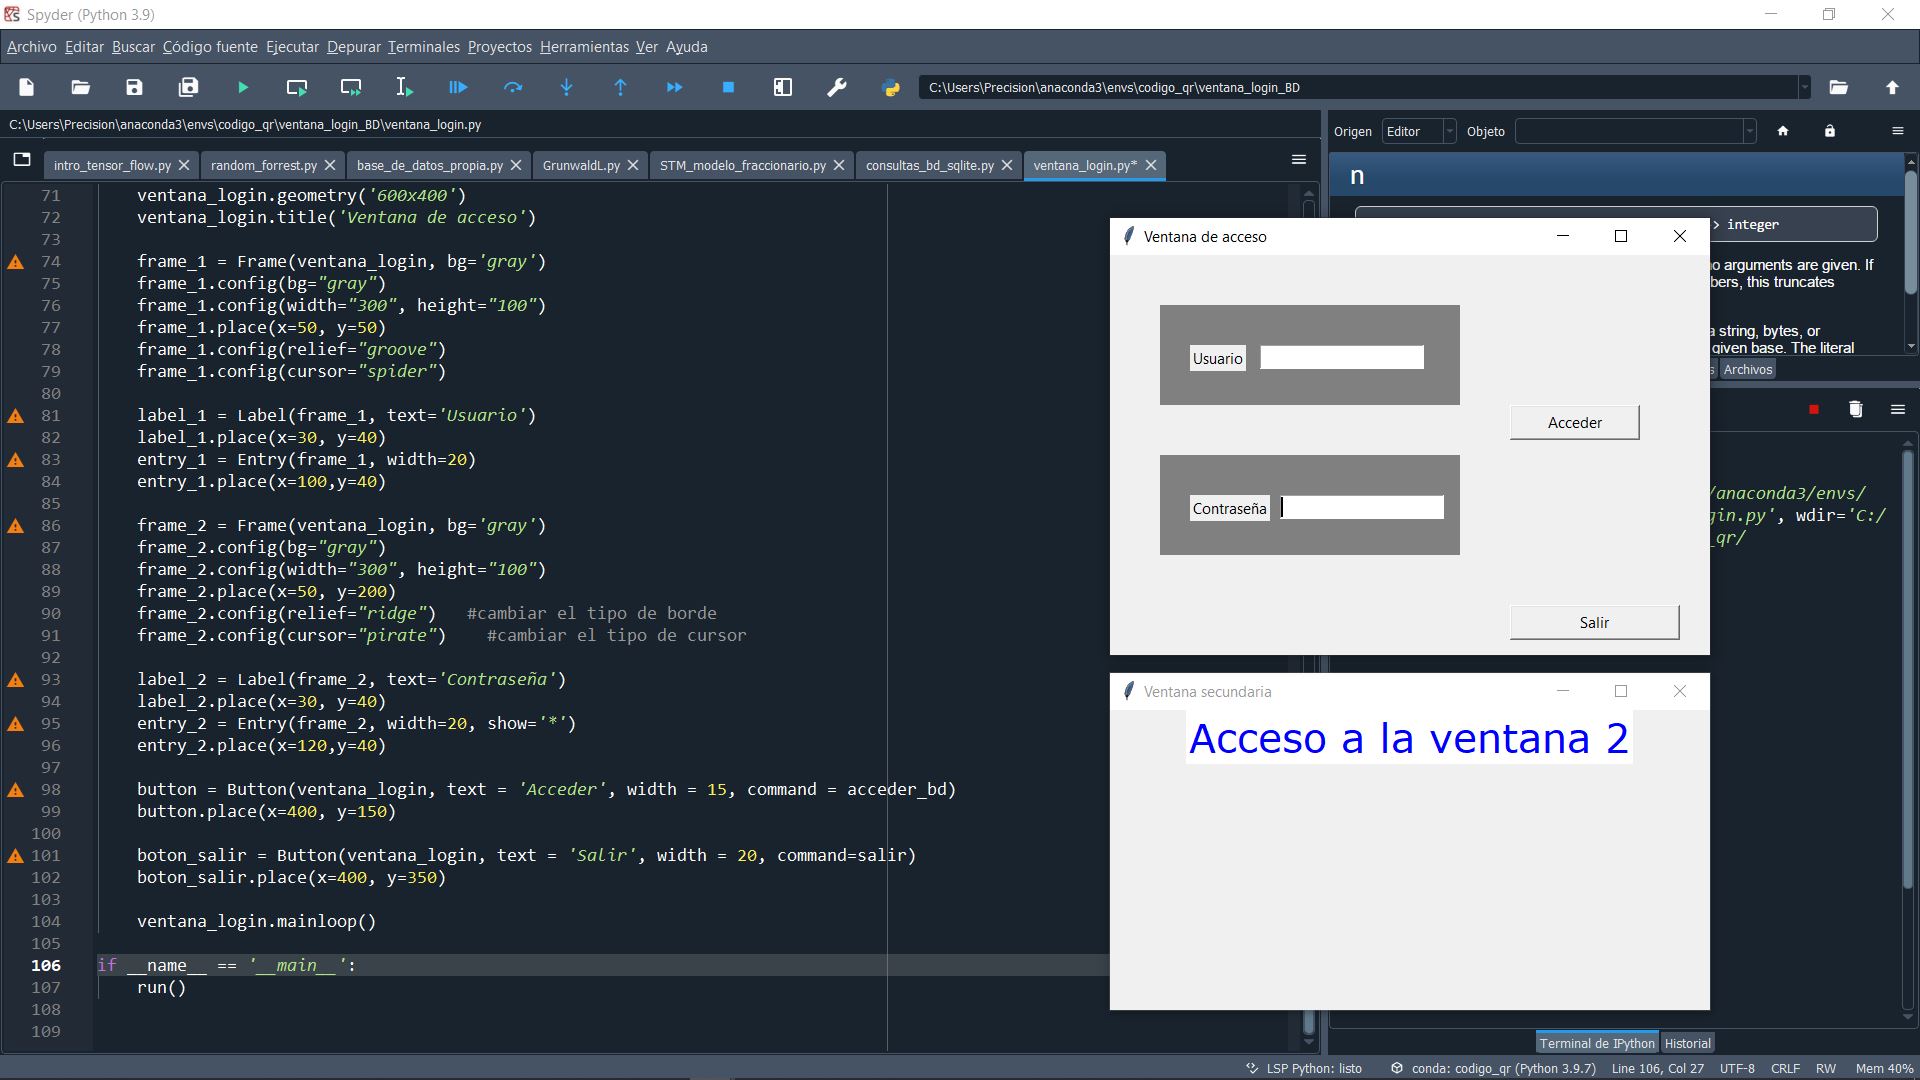 Spyder (Python 3.9)
Archivo Editar Buscar Código fuente Ejecutar Depurar Terminales Proyectos Herramientas Ver Ayuda
C:\Users\Precision\anaconda3\envs\codigo_qr\ventana_login_BD
C:\Users\Precision\anaconda3\envs\codigo_qr\ventana_login_BD\ventana_login.py
Origen Editor Objeto
intro_tensor_flow.py random_forrest.py base_de_datos_propia.py GrunwaldL.py STM_modelo_fraccionario.py consultas_bd_sqlite.py ventana_login.py*
71 ventana_login.geometry('600x400')
72 ventana_login.title('Ventana de acceso')
73
74 frame_1 = Frame(ventana_login, bg='gray')
75 frame_1.config(bg="gray")
76 frame_1.config(width="300", height="100")
77 frame_1.place(x=50, y=50)
78 frame_1.config(relief="groove")
79 frame_1.config(cursor="spider")
80
81 label_1 = Label(frame_1, text='Usuario')
82 label_1.place(x=30, y=40)
83 entry_1 = Entry(frame_1, width=20)
84 entry_1.place(x=100,y=40)
85
86 frame_2 = Frame(ventana_login, bg='gray')
87 frame_2.config(bg="gray")
88 frame_2.config(width="300", height="100")
89 frame_2.place(x=50, y=200)
90 frame_2.config(relief="ridge")   #cambiar el tipo de borde
91 frame_2.config(cursor="pirate")    #cambiar el tipo de cursor
92
93 label_2 = Label(frame_2, text='Contraseña')
94 label_2.place(x=30, y=40)
95 entry_2 = Entry(frame_2, width=20, show='*')
96 entry_2.place(x=120,y=40)
97
98 button = Button(ventana_login, text = 'Acceder', width = 15, command = acceder_bd)
99 button.place(x=400, y=150)
100
101 boton_salir = Button(ventana_login, text = 'Salir', width = 20, command=salir)
102 boton_salir.place(x=400, y=350)
103
104 ventana_login.mainloop()
105
106 if __name__ == '__main__':
107 run()
108
109
n
> integer
no arguments are given. If
bers, this truncates
a string, bytes, or
given base. The literal
s Archivos
Ventana de acceso
Usuario
Acceder
Contraseña
Salir
/anaconda3/envs/
gin.py', wdir='C:/
_qr/
Ventana secundaria
Acceso a la ventana 2
Terminal de IPython Historial
LSP Python: listo conda: codigo_qr (Python 3.9.7) Line 106, Col 27 UTF-8 CRLF RW Mem 40%